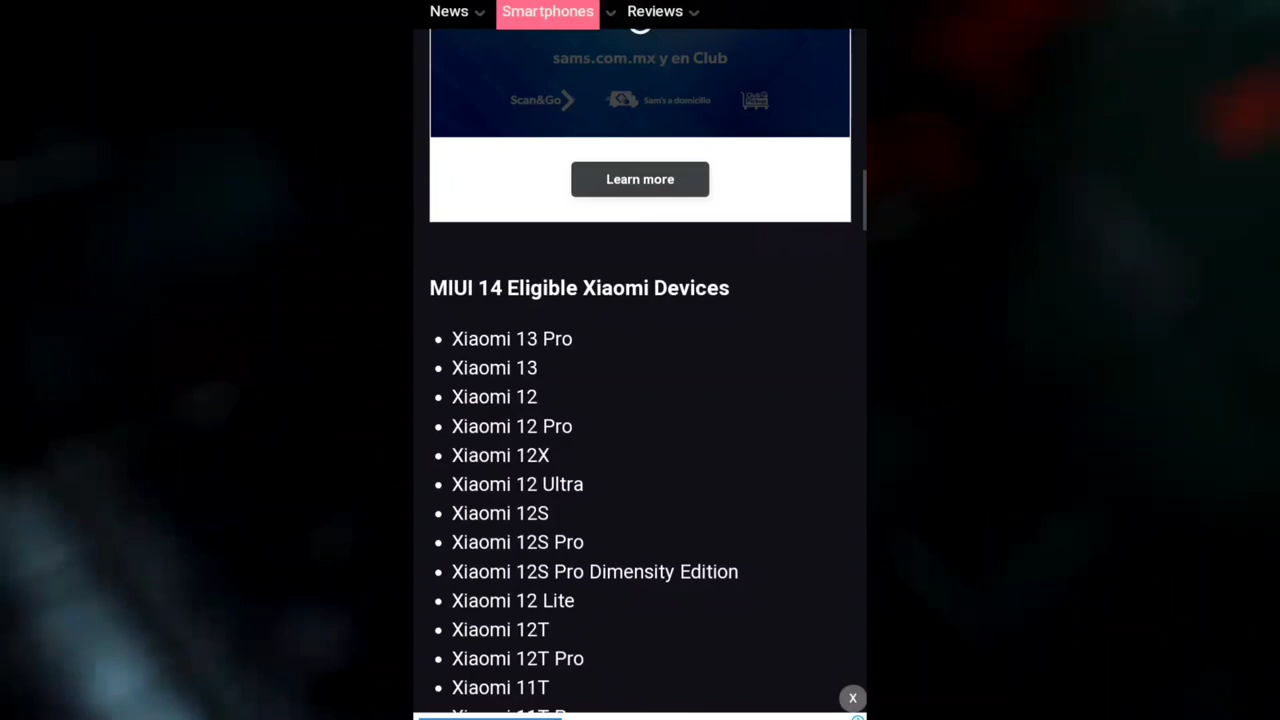 News Smartphones Reviews
sams.com.mx y en Club
Scan&Go Sam's a domicilio
Learn more
MIUI 14 Eligible Xiaomi Devices
• Xiaomi 13 Pro
• Xiaomi 13
• Xiaomi 12
• Xiaomi 12 Pro
• Xiaomi 12X
• Xiaomi 12 Ultra
• Xiaomi 12S
• Xiaomi 12S Pro
• Xiaomi 12S Pro Dimensity Edition
• Xiaomi 12 Lite
• Xiaomi 12T
• Xiaomi 12T Pro
• Xiaomi 11T
X